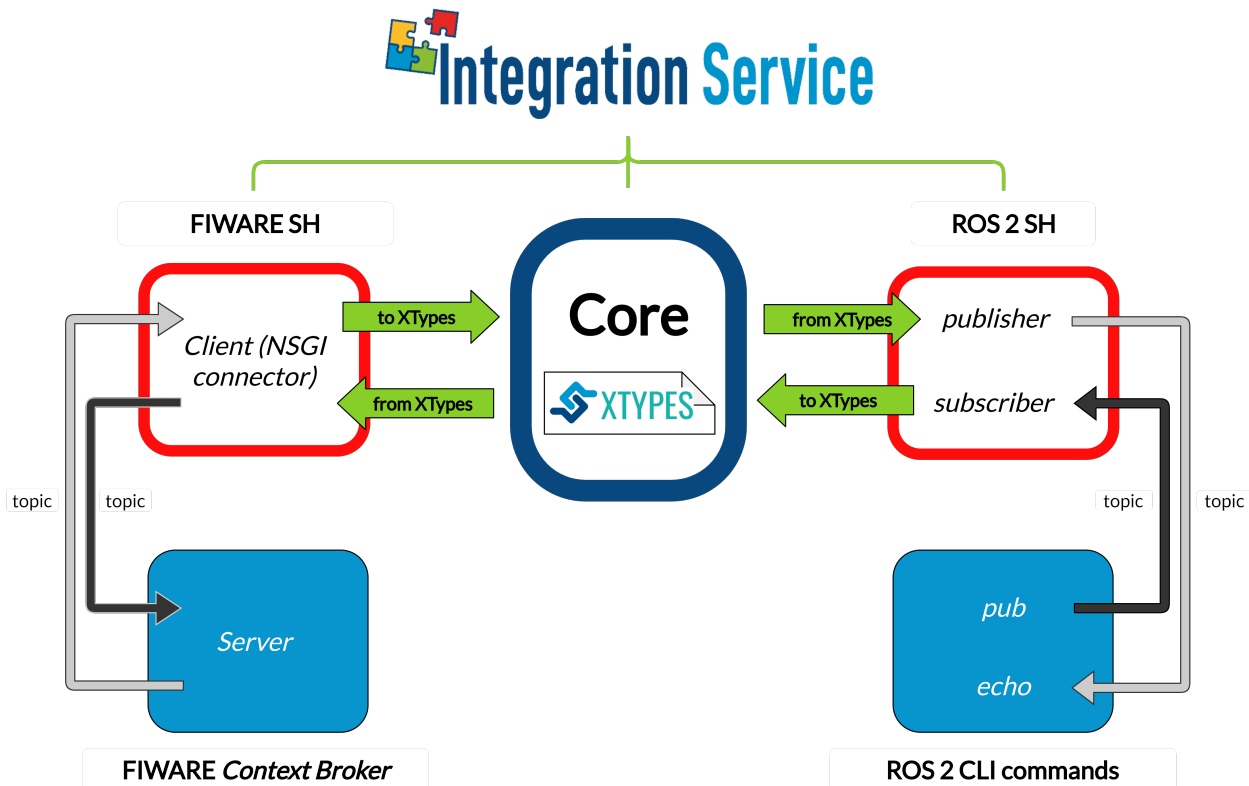 Integration Service
FIWARE SH
ROS 2 SH
Client (NSGI
connector)
to XTypes
from XTypes
Core
XTYPES
from XTypes
to XTypes
publisher
subscriber
topic
topic
topic
topic
Server
pub
echo
FIWARE Context Broker
ROS 2 CLI commands